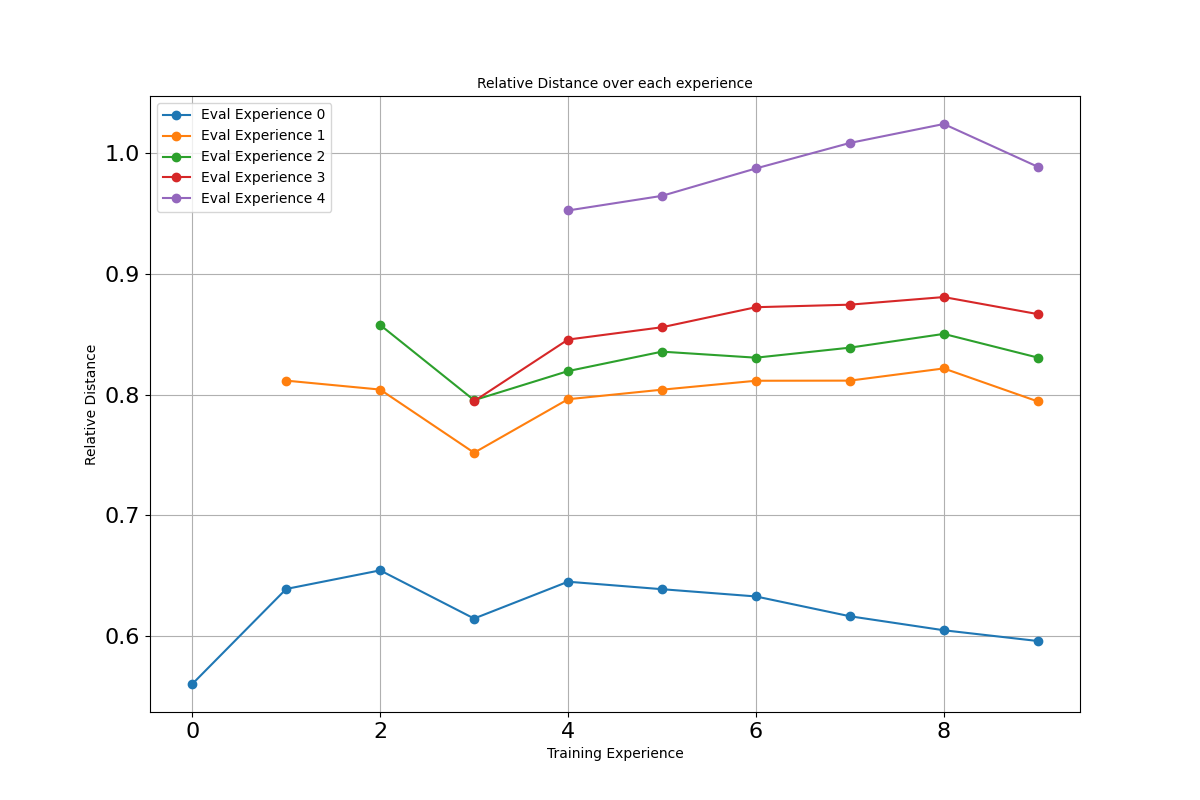 Relative Distance over each experience
Eval Experience 0
Eval Experience 1
Eval Experience 2
Eval Experience 3
Eval Experience 4
1.0
0.9
0.8
0.7
0.6
Relative Distance
0 2 4 6 8
Training Experience